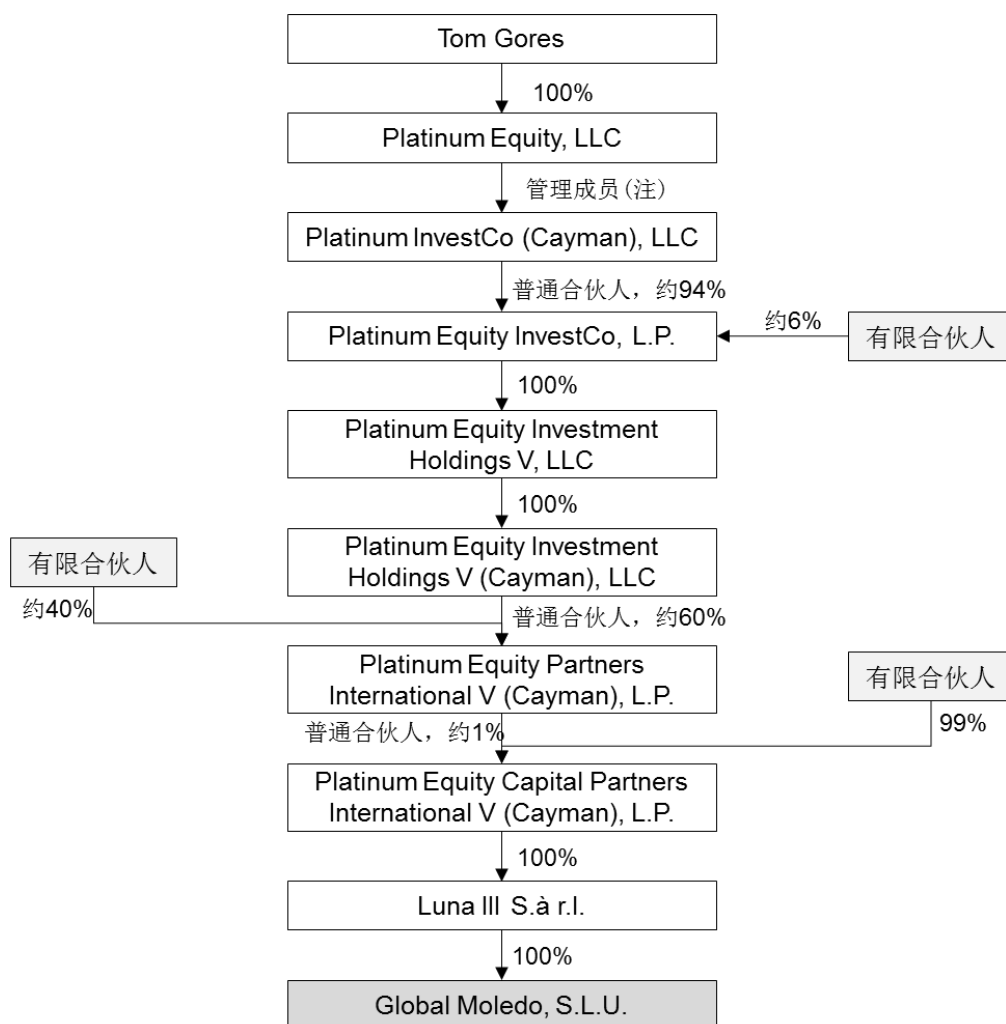 Tom Gores
100%
Platinum Equity, LLC
管理成员(注)
Platinum InvestCo (Cayman), LLC
普通合伙人，约94%
Platinum Equity InvestCo, L.P.
约6%
有限合伙人
100%
Platinum Equity Investment
Holdings V, LLC
100%
有限合伙人
Platinum Equity Investment
Holdings V (Cayman), LLC
约40%
普通合伙人，约60%
Platinum Equity Partners
International V (Cayman), L.P.
有限合伙人
普通合伙人，约1%
99%
Platinum Equity Capital Partners
International V (Cayman), L.P.
100%
Luna III S.à r.l.
100%
Global Moledo, S.L.U.